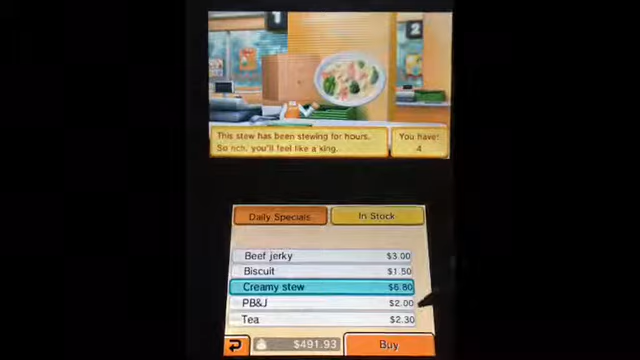 1
2
This stew has been stewing for hours.
So rich, you'll feel like a king.
You have:
4
Daily Specials
In Stock
Beef jerky $3.00
Biscuit $1.50
Creamy stew $6.80
PB&J $2.00
Tea $2.30
$491.93
Buy